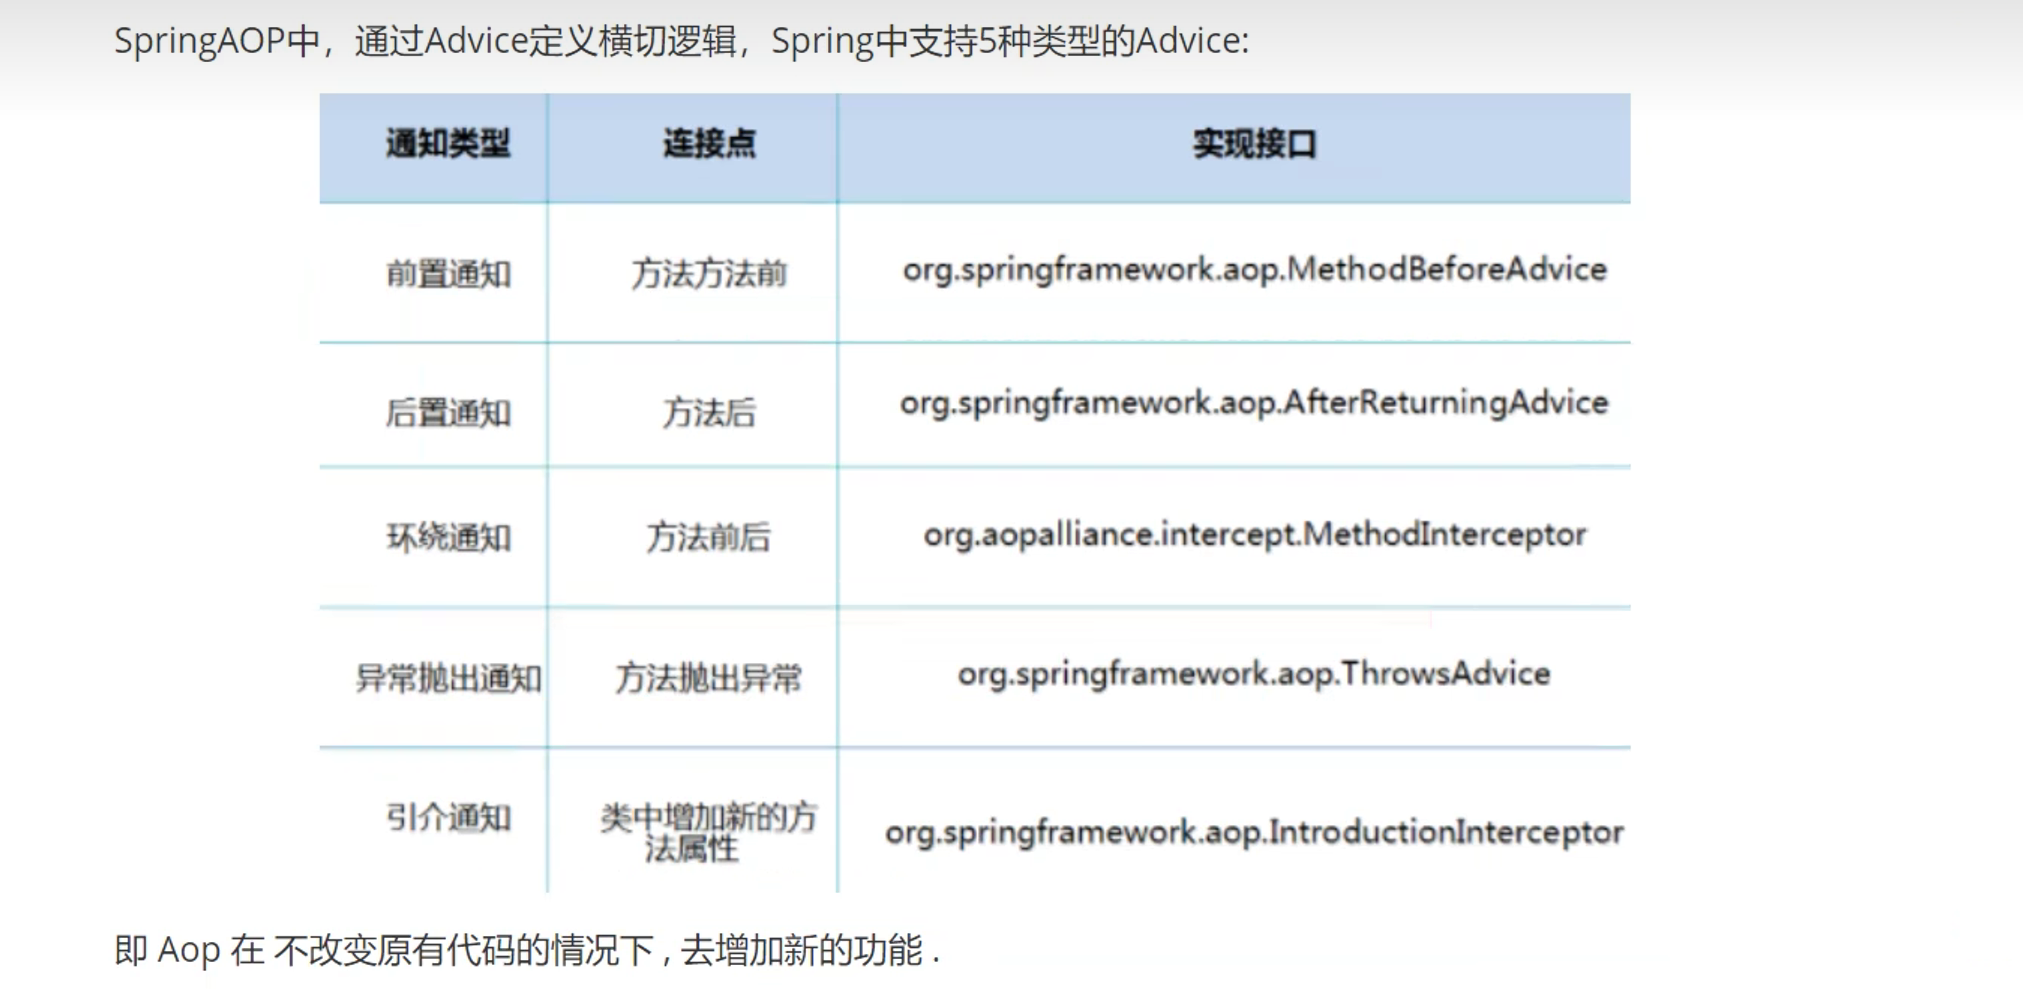 SpringAOP中，通过Advice定义横切逻辑，Spring中支持5种类型的Advice:
通知类型 连接点 实现接口
前置通知 方法方法前 org.springframework.aop.MethodBeforeAdvice
后置通知 方法后 org.springframework.aop.AfterReturningAdvice
环绕通知 方法前后 org.aopalliance.intercept.MethodInterceptor
异常抛出通知 方法抛出异常 org.springframework.aop.ThrowsAdvice
引介通知 类中增加新的方
法属性 org.springframework.aop.IntroductionInterceptor
即 Aop 在 不改变原有代码的情况下 , 去增加新的功能 .